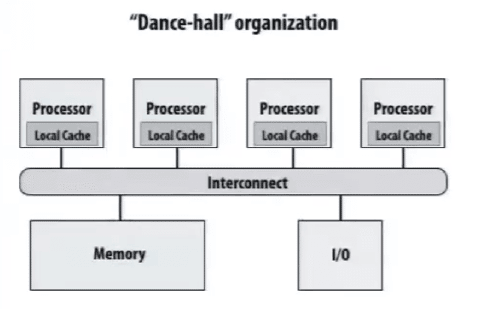 "Dance-hall" organization
Processor Processor Processor Processor
Local Cache Local Cache Local Cache Local Cache
Interconnect
Memory I/O